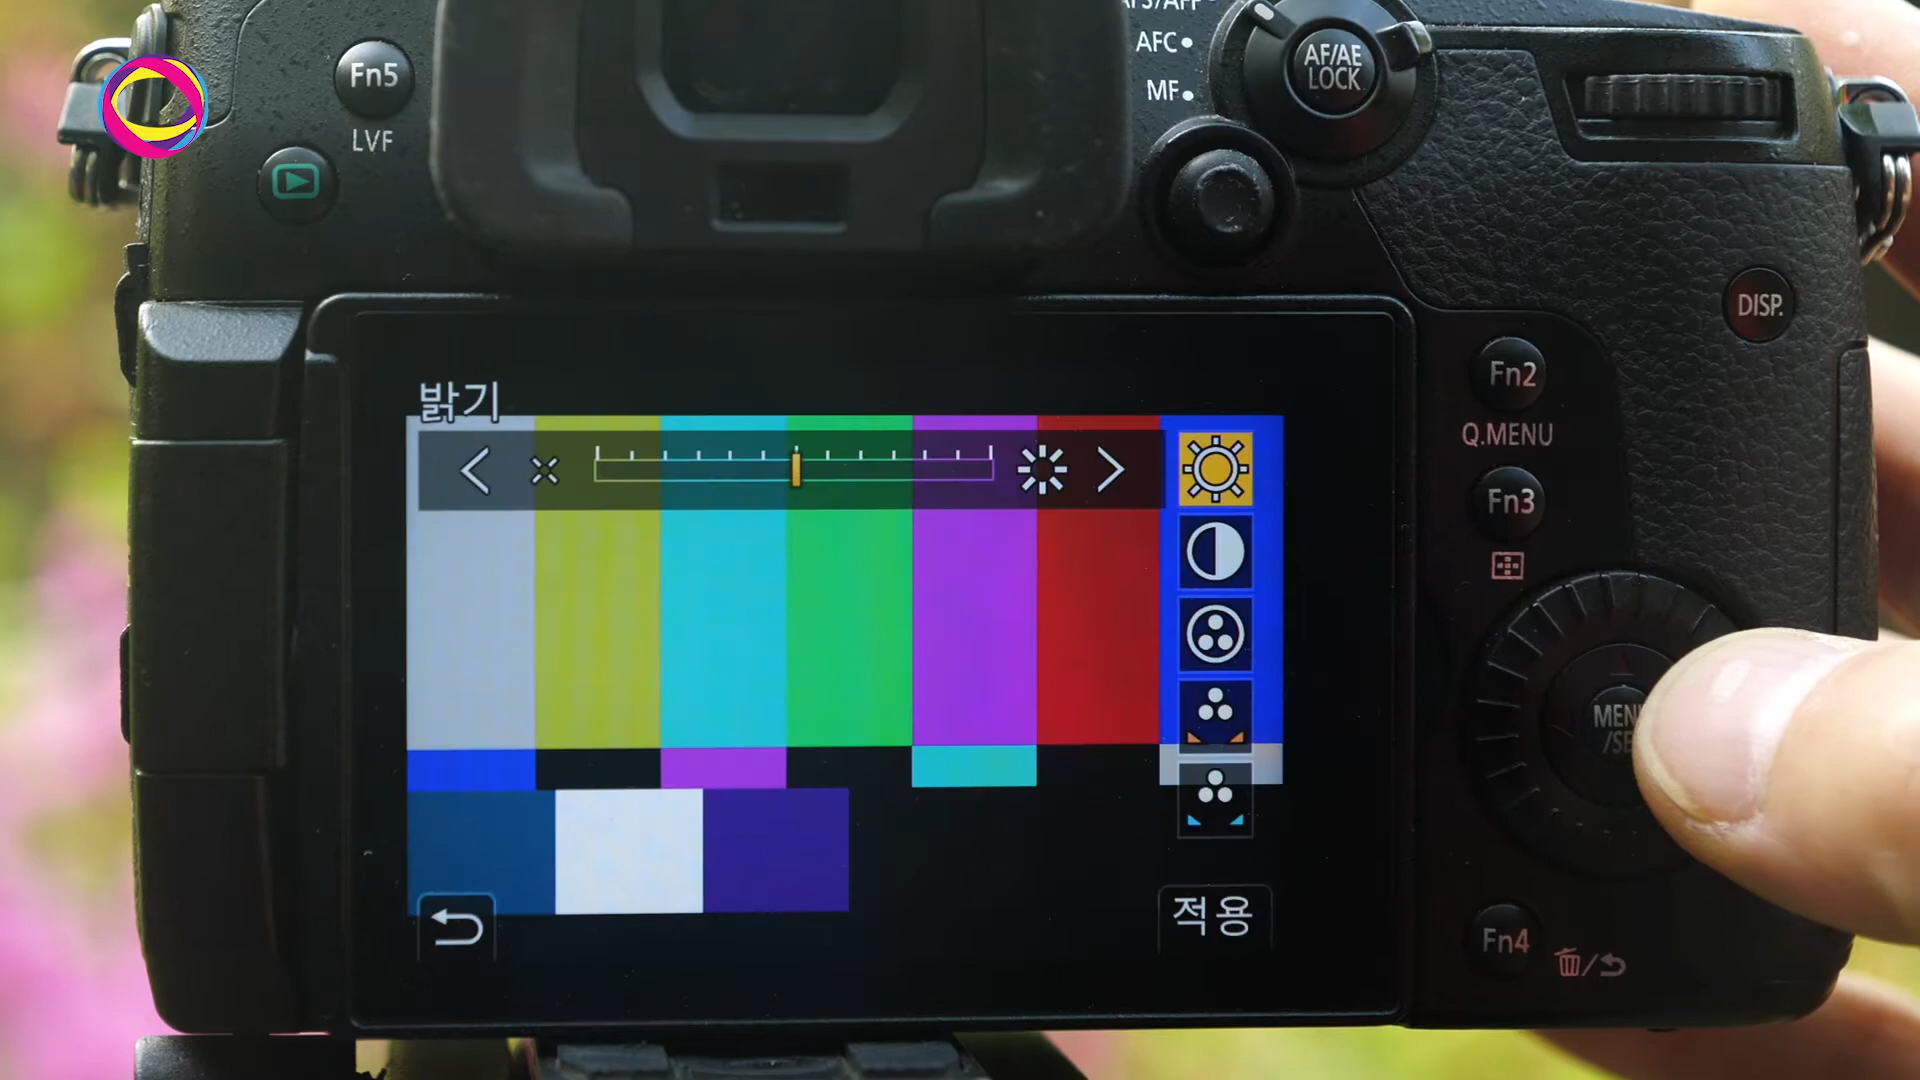 AFC
MF
AF/AE
LOCK
Fn5
LVF
DISP.
Fn2
Q.MENU
Fn3
밝기
적용
Fn4